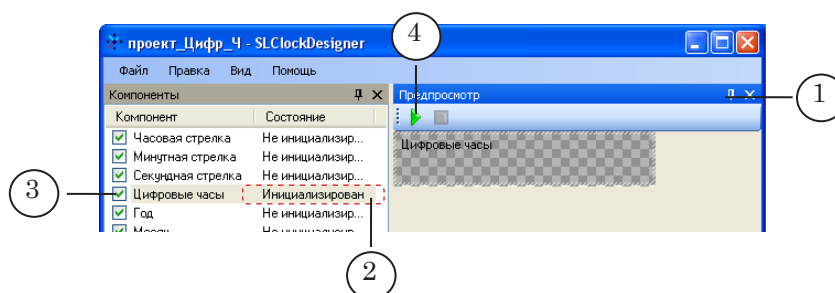 4
проект_Цифр_Ч - SLClockDesigner
Файл Правка Вид Помощь
Компоненты
Предпросмотр
1
Компонент Состояние
Часовая стрелка Не инициализир...
Цифровые часы
Минутная стрелка Не инициализир...
Секундная стрелка Не инициализир...
3
Цифровые часы Инициализирован
Год Не инициализир...
2